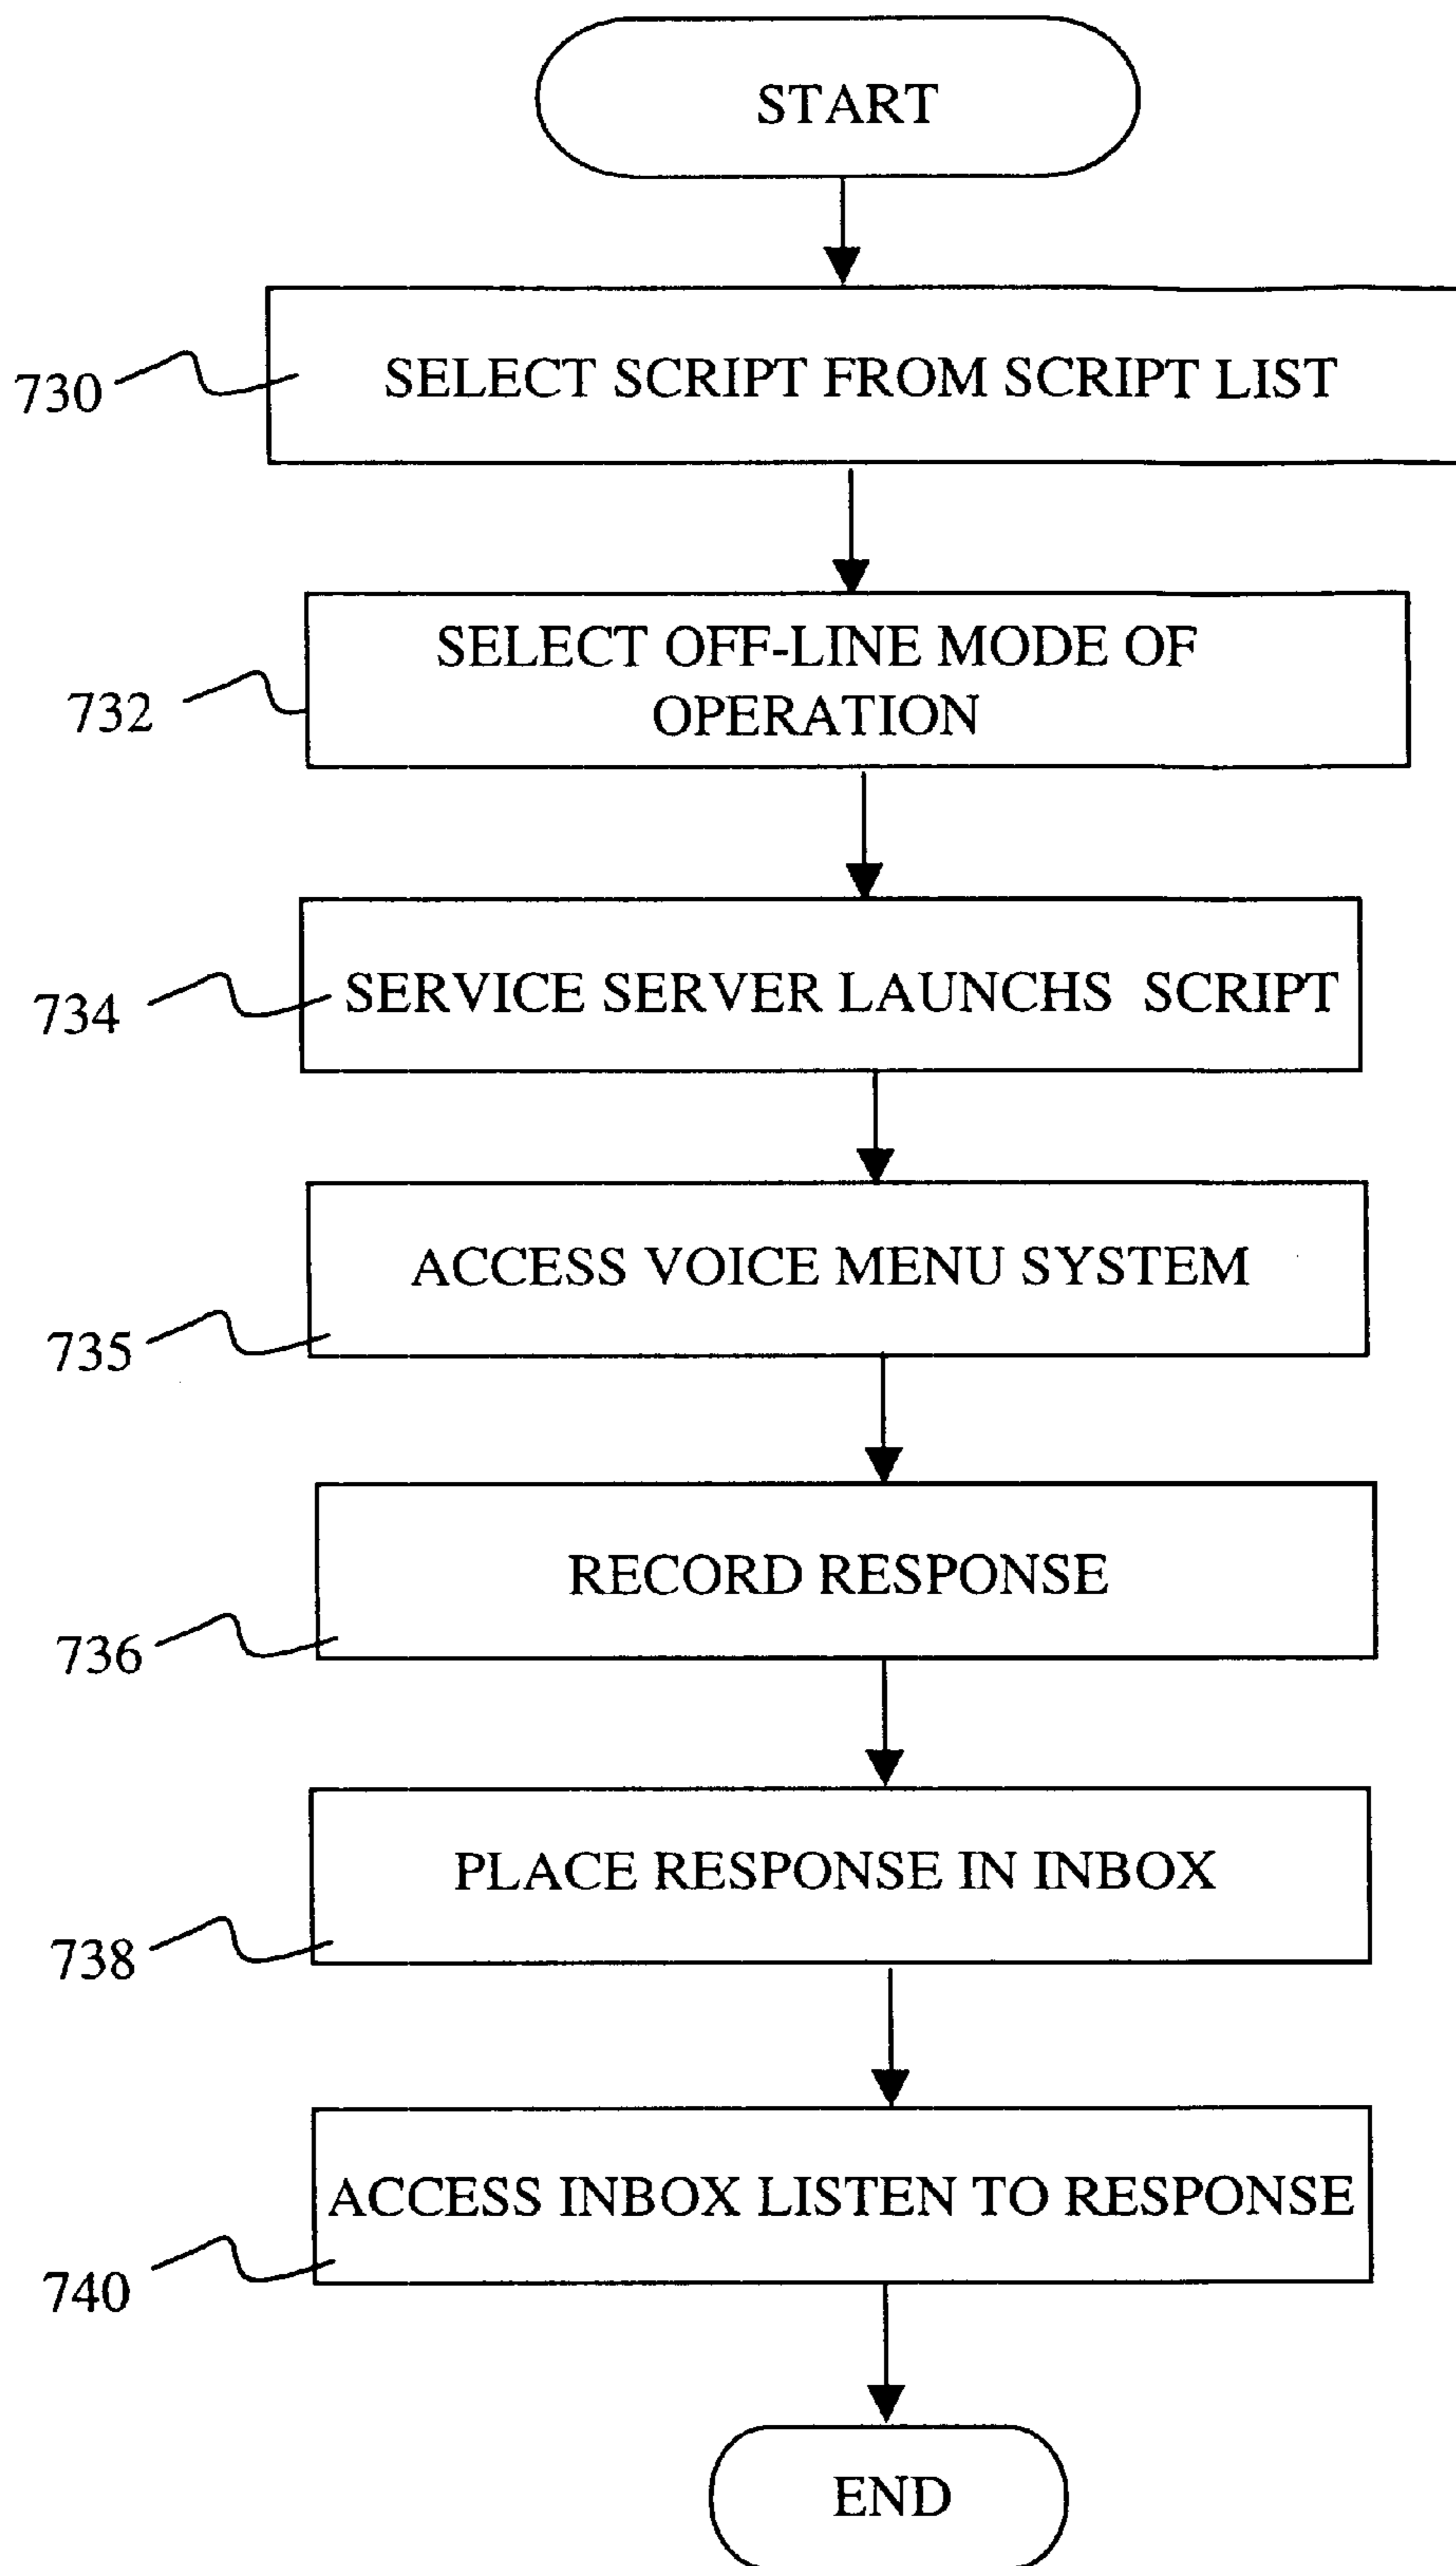 START
730
SELECT SCRIPT FROM SCRIPT LIST
SELECT OFF-LINE MODE OF
OPERATION
732
SERVICE SERVER LAUNCHS SCRIPT
734
ACCESS VOICE MENU SYSTEM
735
RECORD RESPONSE
736
PLACE RESPONSE IN INBOX
738
ACCESS INBOX LISTEN TO RESPONSE
740
END